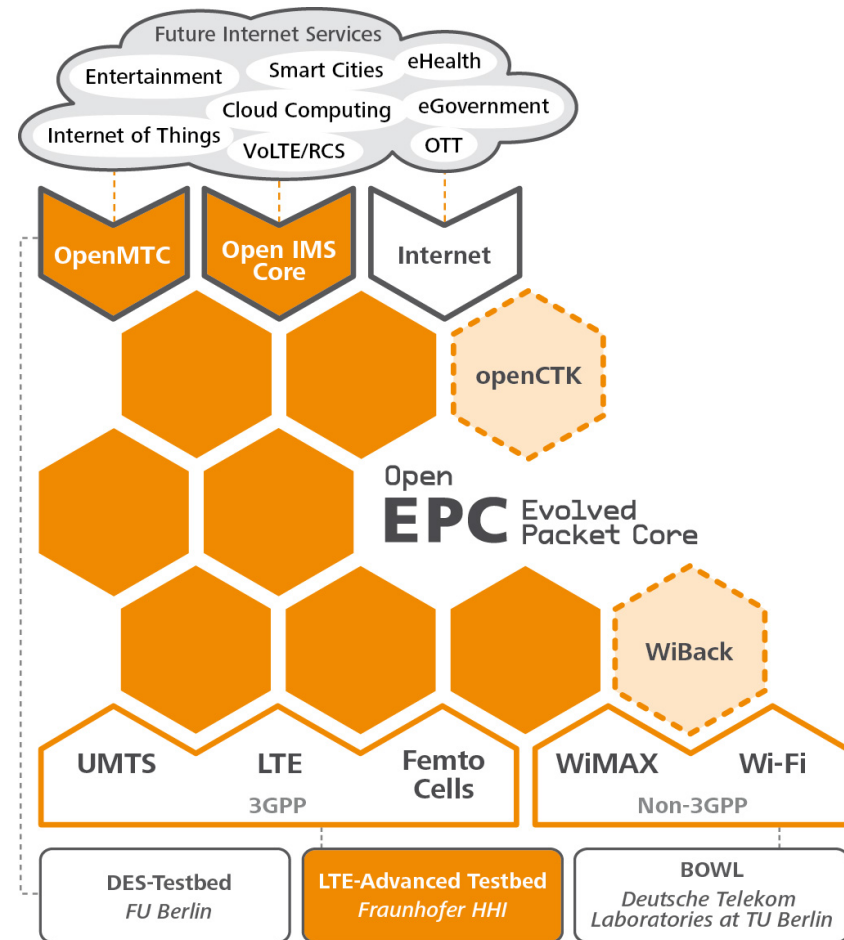 Future Internet Services
Entertainment
Smart Cities
eHealth
Cloud Computing
eGovernment
Internet of Things
VoLTE/RCS
OTT
OpenMTC
Open IMS
Core
Internet
openCTK
Open
EPC
Evolved
Packet Core
WiBack
UMTS
LTE
Femto
Cells
3GPP
WiMAX
Wi-Fi
Non-3GPP
DES-Testbed
FU Berlin
LTE-Advanced Testbed
Fraunhofer HHI
BOWL
Deutsche Telekom
Laboratories at TU Berlin